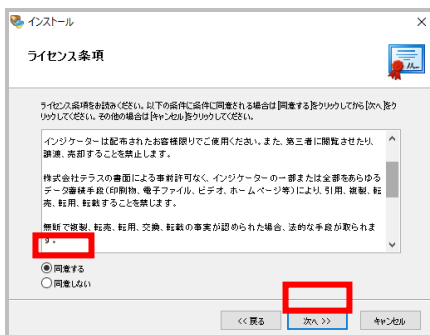 インストール
ライセンス条項
ライセンス条項をお読みください。以下の条件に条件に同意される場合は[同意する]をクリックしてから[次へ]をク
リックしてください。その他の場合は[キャンセル]をクリックしてください。
インジケーターは配布されたお客様限りでご使用ください。また、第三者に閲覧させたり、
譲渡、売却することを禁止します。
株式会社テラスの書面による事前許可なく、インジケーターの一部または全部をあらゆる
データ蓄積手段(印刷物、電子ファイル、ビデオ、ホームページ等)により、引用、複製、転
売、転用、転載することを禁じます。
無断で複製、転売、転用、交換、転載の事実が認められた場合、法的な手段が取られま
す。
同意する
同意しない
<< 戻る
次へ >>
キャンセル